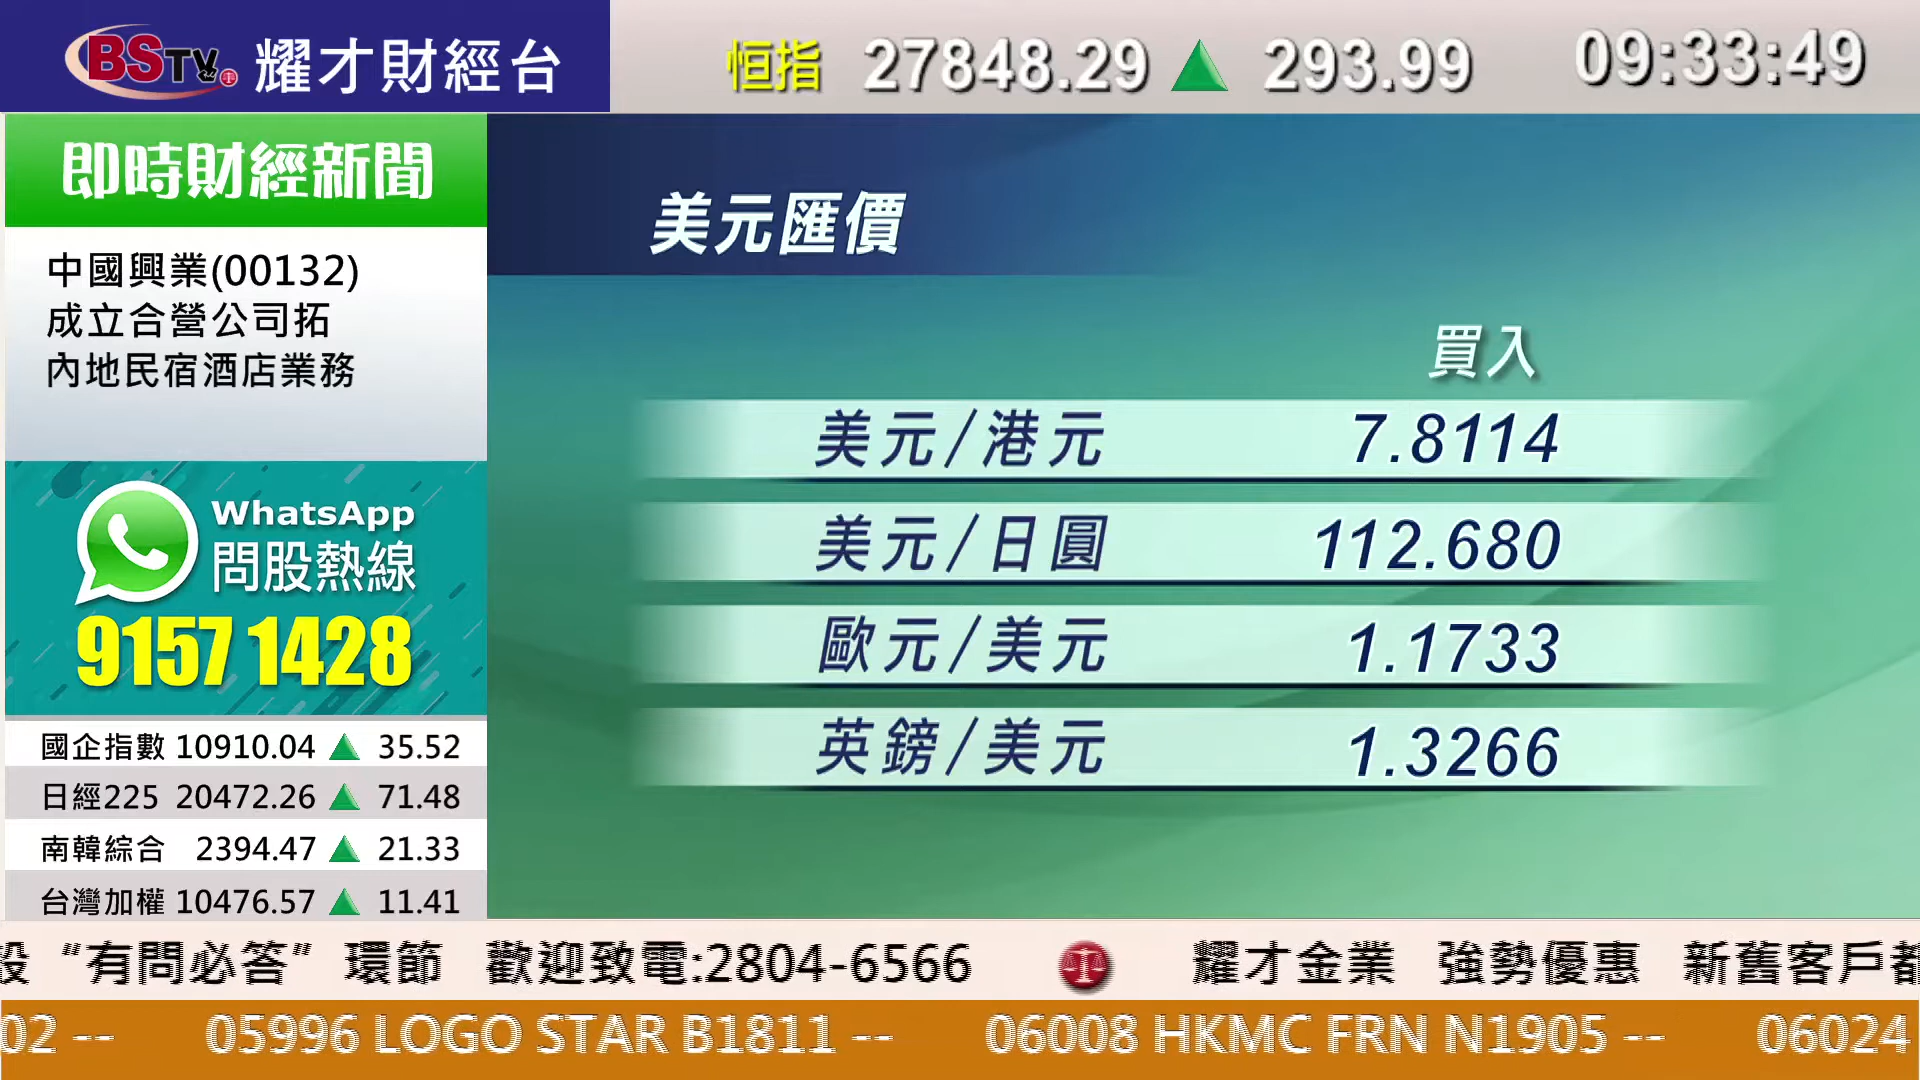 BSTV 耀才財經台
恒指 27848.29 ▲ 293.99 09:33:49
即時財經新聞
中國興業(00132)
成立合營公司拓
內地民宿酒店業務
WhatsApp
問股熱線
9157 1428
國企指數 10910.04 ▲ 35.52
日經225 20472.26 ▲ 71.48
南韓綜合 2394.47 ▲ 21.33
台灣加權 10476.57 ▲ 11.41
美元匯價
買入
美元/港元 7.8114
美元/日圓 112.680
歐元/美元 1.1733
英鎊/美元 1.3266
“有問必答” 環節 歡迎致電:2804-6566 耀才金業 強勢優惠 新舊客戶都
02 -- 05996 LOGO STAR B1811 -- 06008 HKMC FRN N1905 -- 06024